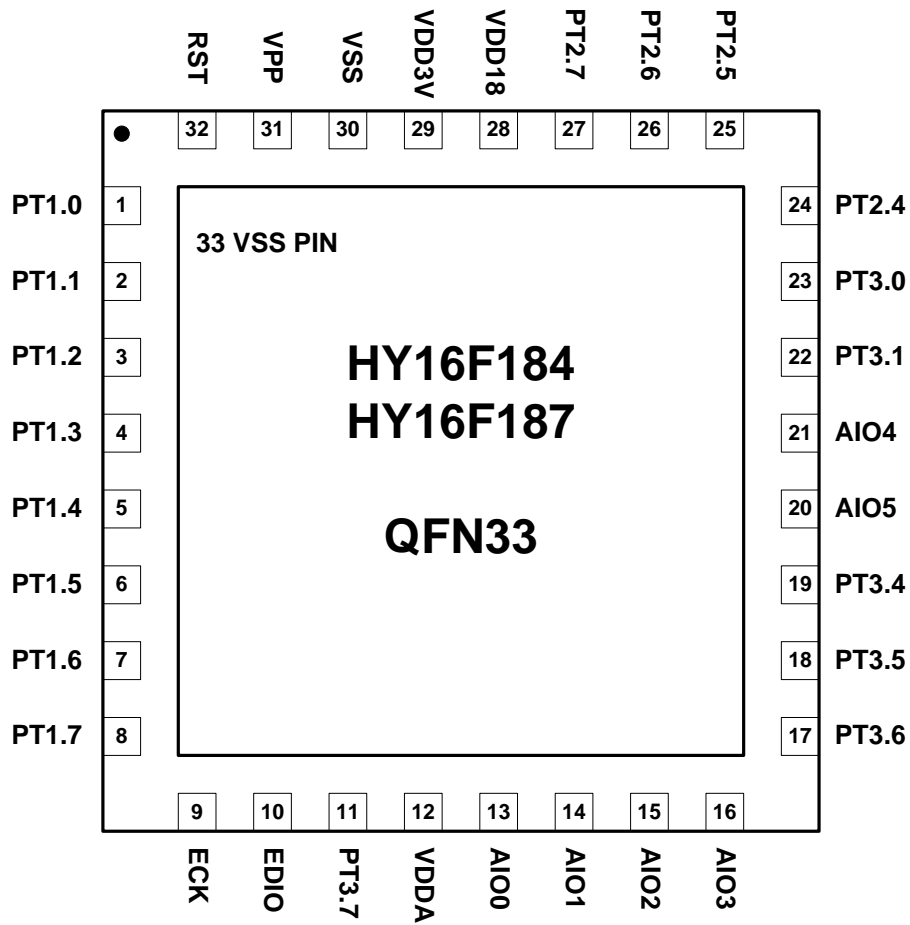 RST
VPP
VSS
VDD3V
VDD18
PT2.7
PT2.6
PT2.5
32
31
30
29
28
27
26
25
PT1.0
1
PT1.1
2
PT1.2
3
PT1.3
4
PT1.4
5
PT1.5
6
PT1.6
7
PT1.7
8
33 VSS PIN
HY16F184
HY16F187
QFN33
24
PT2.4
23
PT3.0
22
PT3.1
21
AIO4
20
AIO5
19
PT3.4
18
PT3.5
17
PT3.6
9
10
11
12
13
14
15
16
ECK
EDIO
PT3.7
VDDA
AIO0
AIO1
AIO2
AIO3